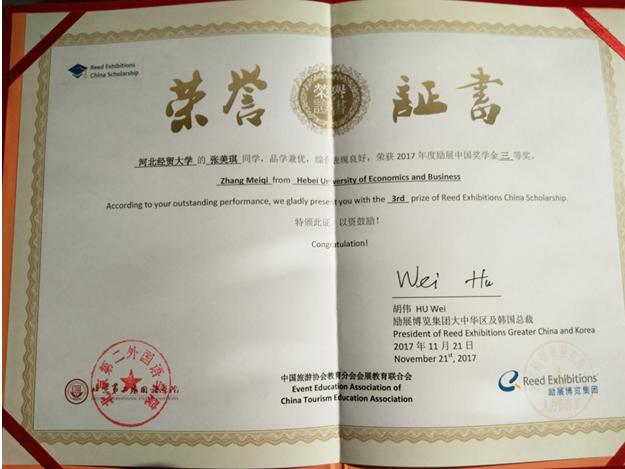 Reed Exhibitions
China Scholarship
荣誉 證書
河北经贸大学 的 张美琪 同学，品学兼优，综合表现良好，荣获 2017 年度励展中国奖学金 三 等奖，
Zhang Meiqi from Hebei University of Economics and Business
According to your outstanding performance, we gladly present you with the 3rd prize of Reed Exhibitions China Scholarship.
特颁此证，以资鼓励！
Congratulation!
Wei Hu
胡伟 HU Wei
励展博览集团大中华区及韩国总裁
President of Reed Exhibitions Greater China and Korea
2017 年 11 月 21 日
November 21st, 2017
第二外国语
中国旅游协会教育分会会展教育联合会
Event Education Association of
China Tourism Education Association
Reed Exhibitions
励展博览集团